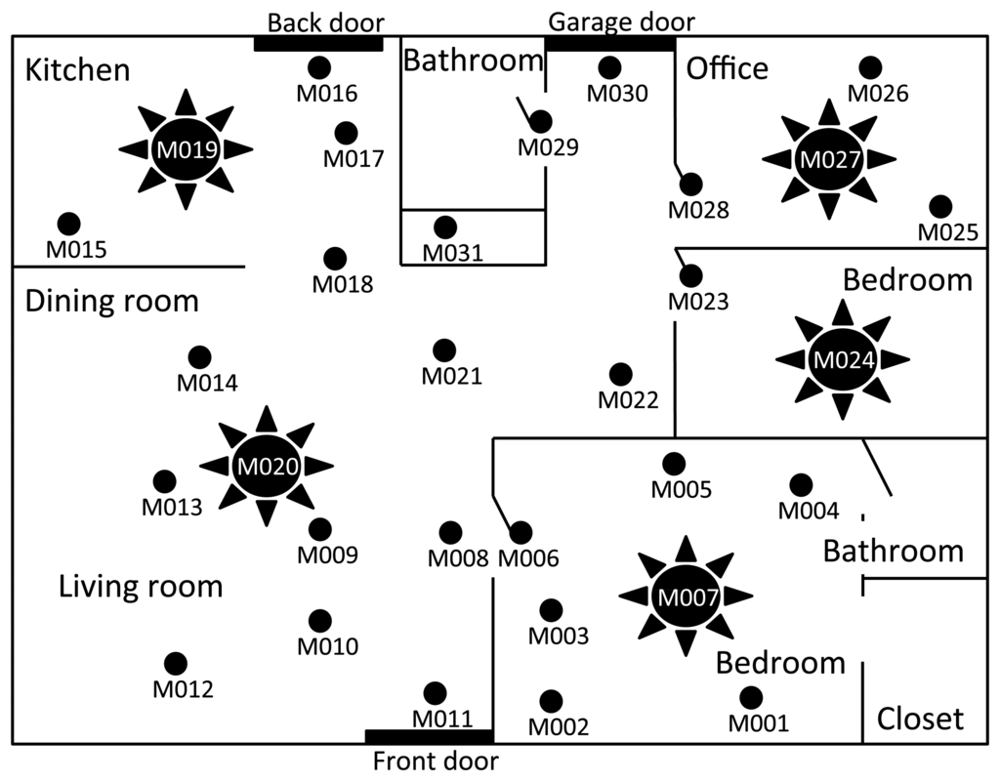 Back door
Garage door
Kitchen
Bathroom
Office
M016
M030
M026
M019
M017
M029
M027
M028
M025
M015
M031
M018
M023
Bedroom
Dining room
M014
M021
M022
M024
M020
M005
M004
M013
M009
M008
M006
Bathroom
Living room
M007
M003
M010
Bedroom
M012
M011
M002
M001
Closet
Front door